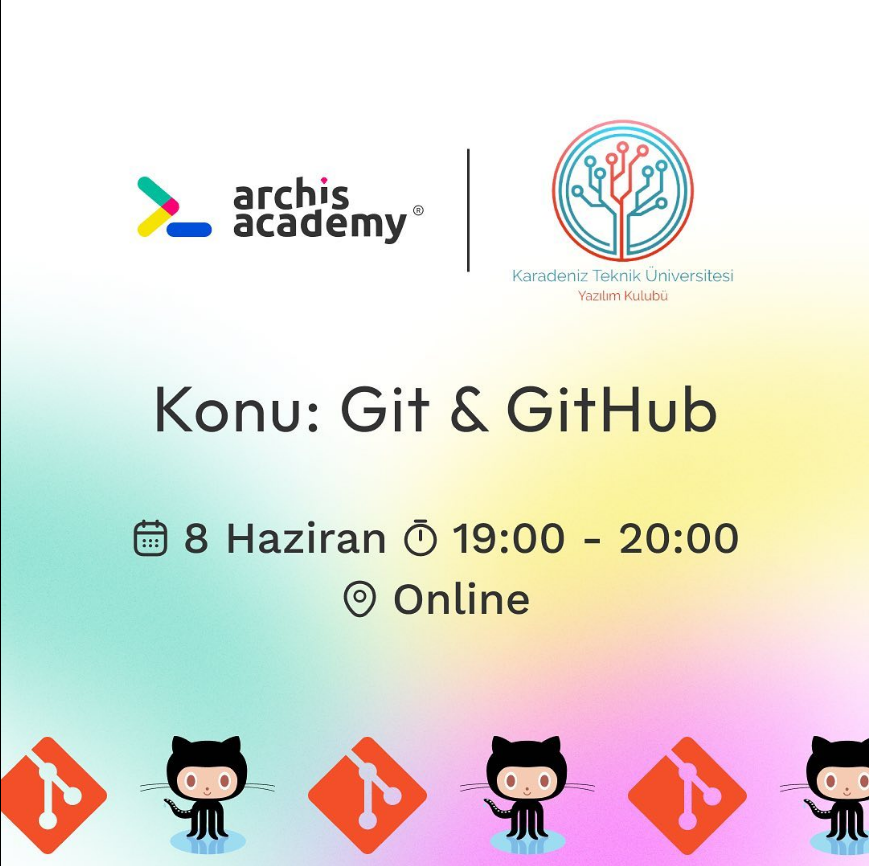 archis
academy®
Karadeniz Teknik Üniversitesi
Yazılım Kulubü
Konu: Git & GitHub
8 Haziran 19:00 - 20:00
Online